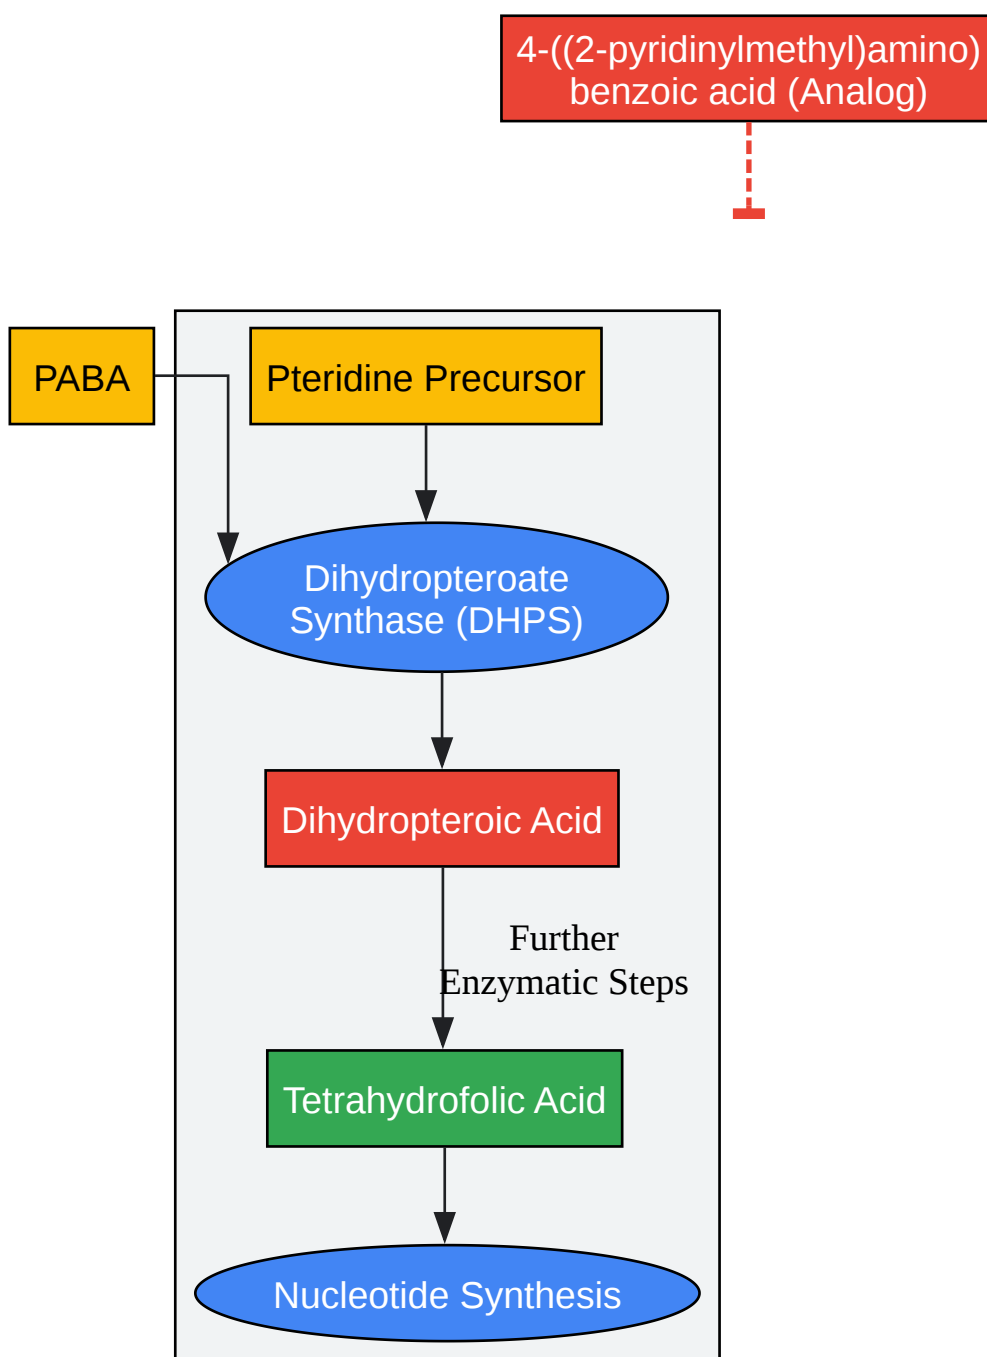 4-((2-pyridinylmethyl)amino)
benzoic acid (Analog)
PABA
Pteridine Precursor
Dihydropteroate
Synthase (DHPS)
Dihydropteroic Acid
Further
Enzymatic Steps
Tetrahydrofolic Acid
Nucleotide Synthesis